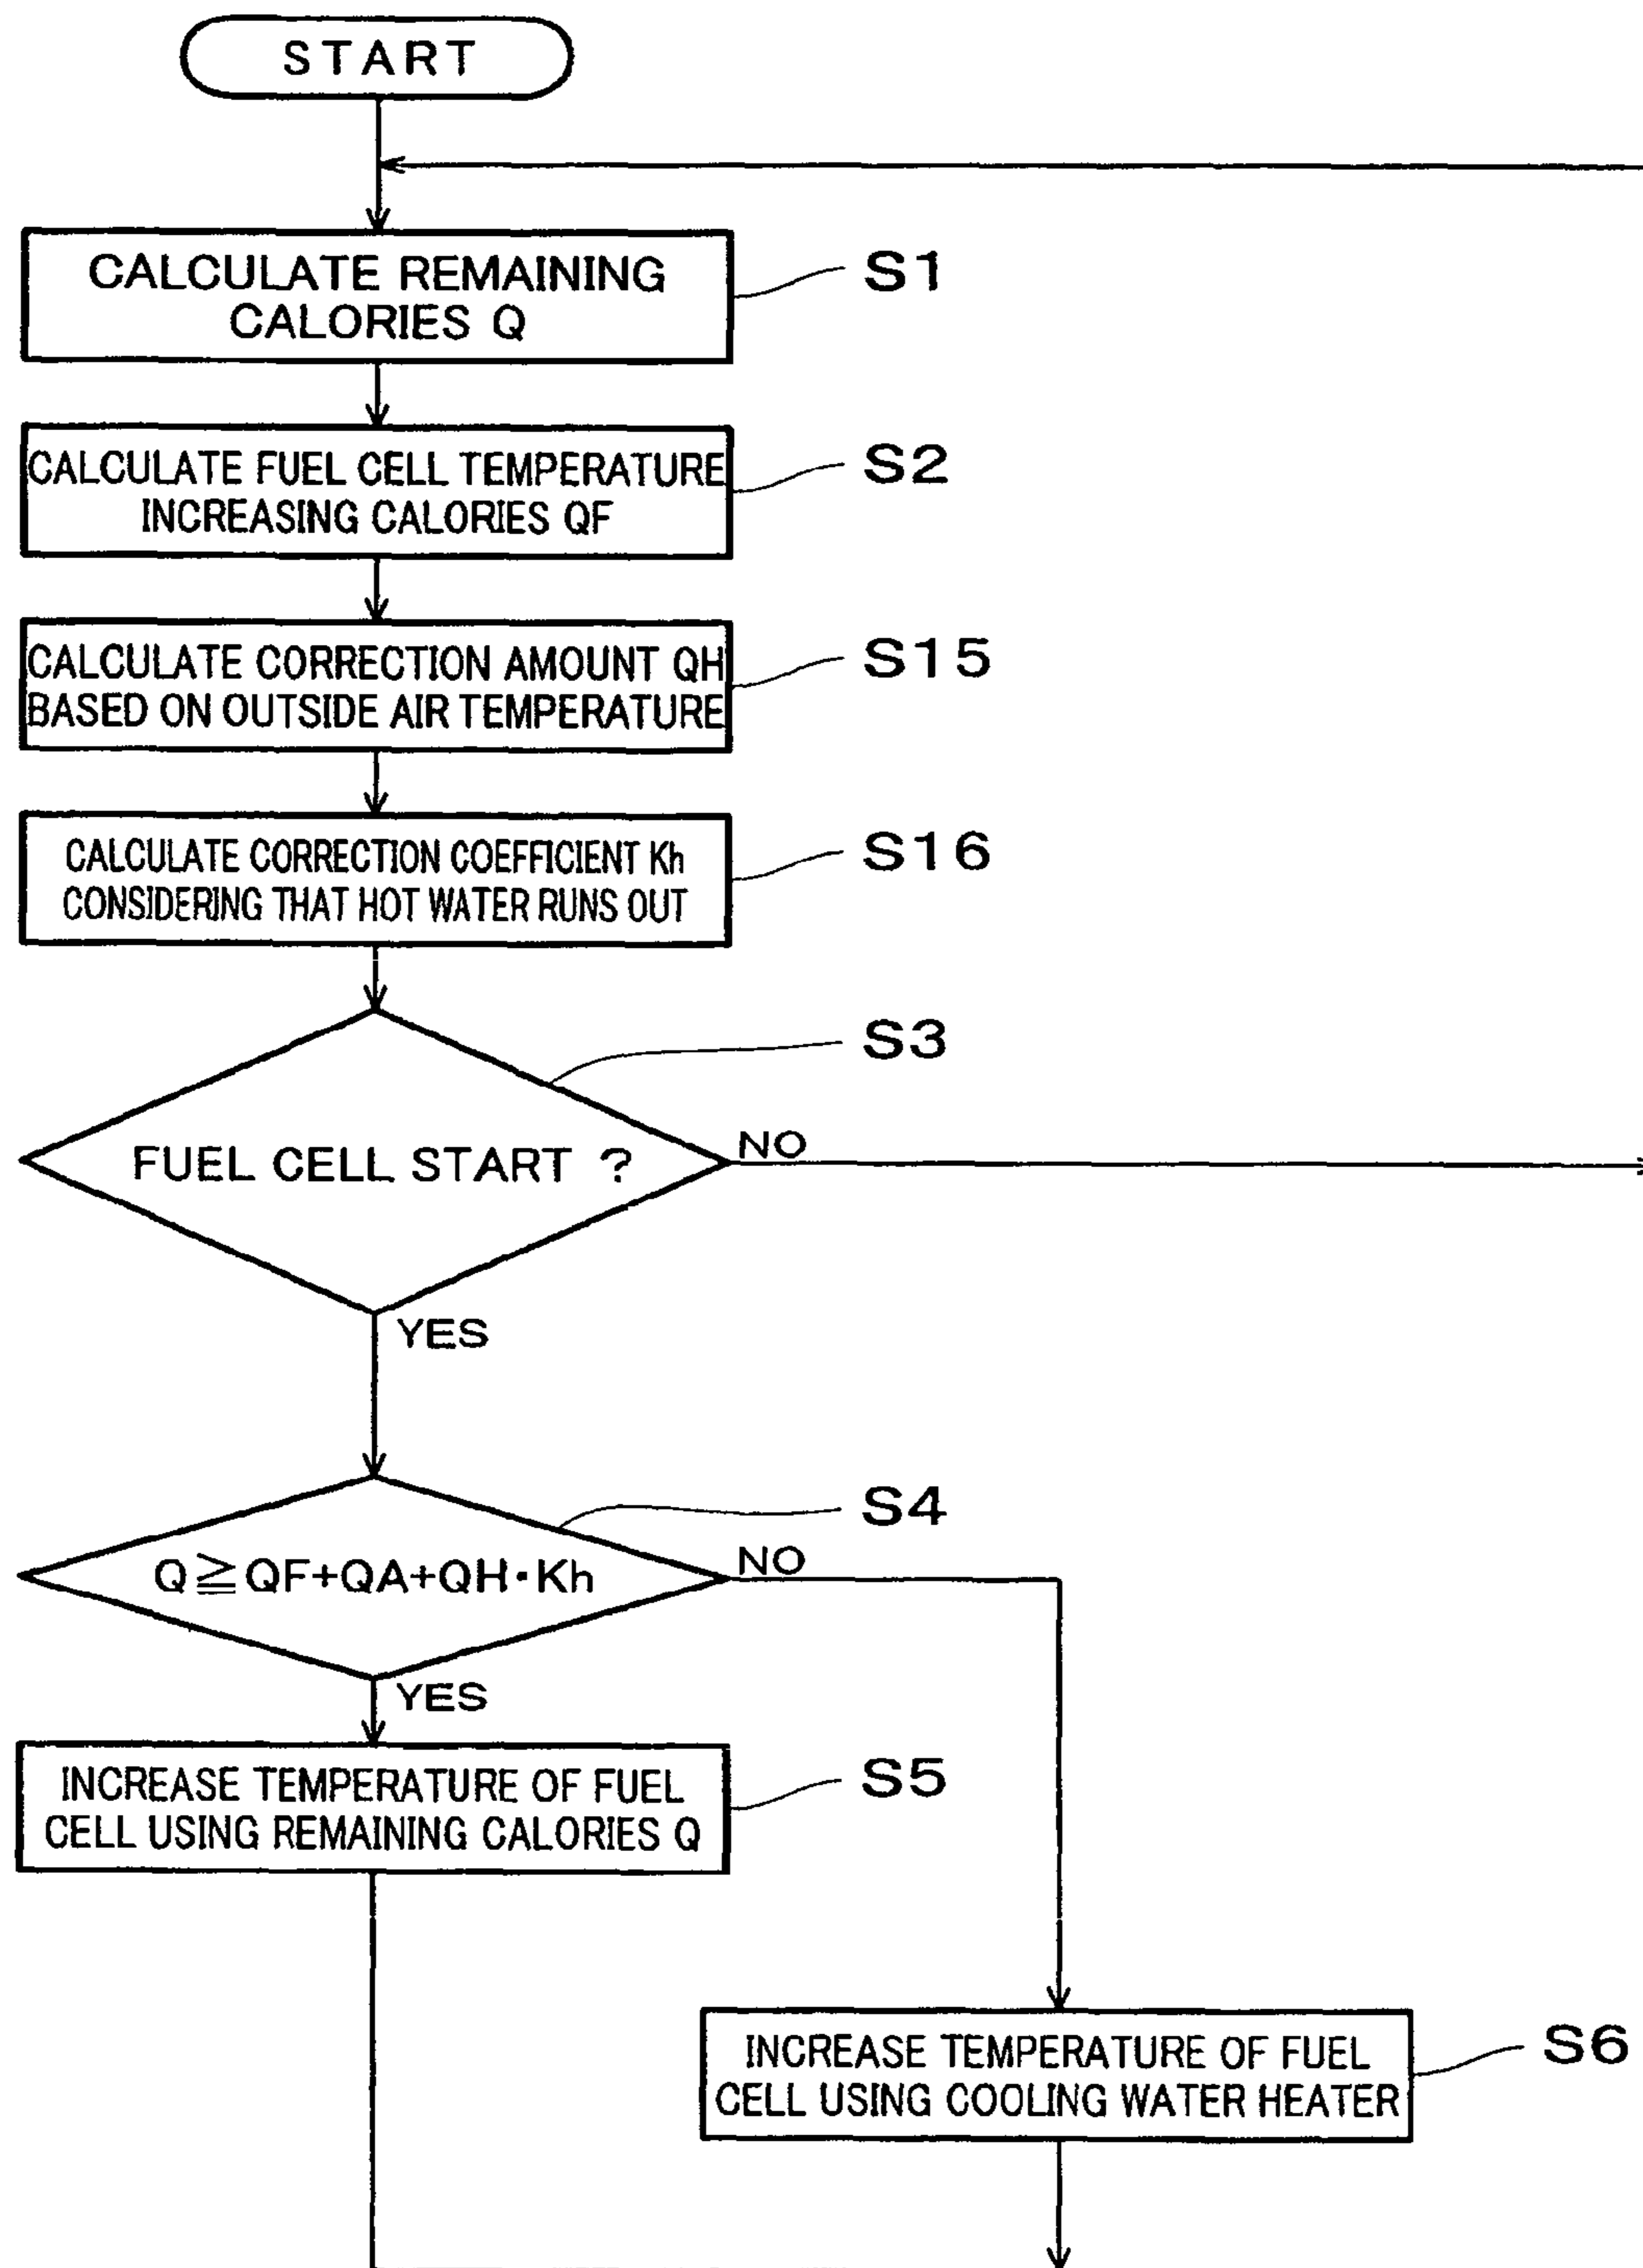 START
CALCULATE REMAINING
CALORIES Q
S1
CALCULATE FUEL CELL TEMPERATURE
INCREASING CALORIES QF
S2
CALCULATE CORRECTION AMOUNT QH
BASED ON OUTSIDE AIR TEMPERATURE
S15
CALCULATE CORRECTION COEFFICIENT Kh
CONSIDERING THAT HOT WATER RUNS OUT
S16
S3
FUEL CELL START ?
NO
YES
S4
Q≧QF+QA+QH・Kh
NO
YES
INCREASE TEMPERATURE OF FUEL
CELL USING REMAINING CALORIES Q
S5
INCREASE TEMPERATURE OF FUEL
CELL USING COOLING WATER HEATER
S6